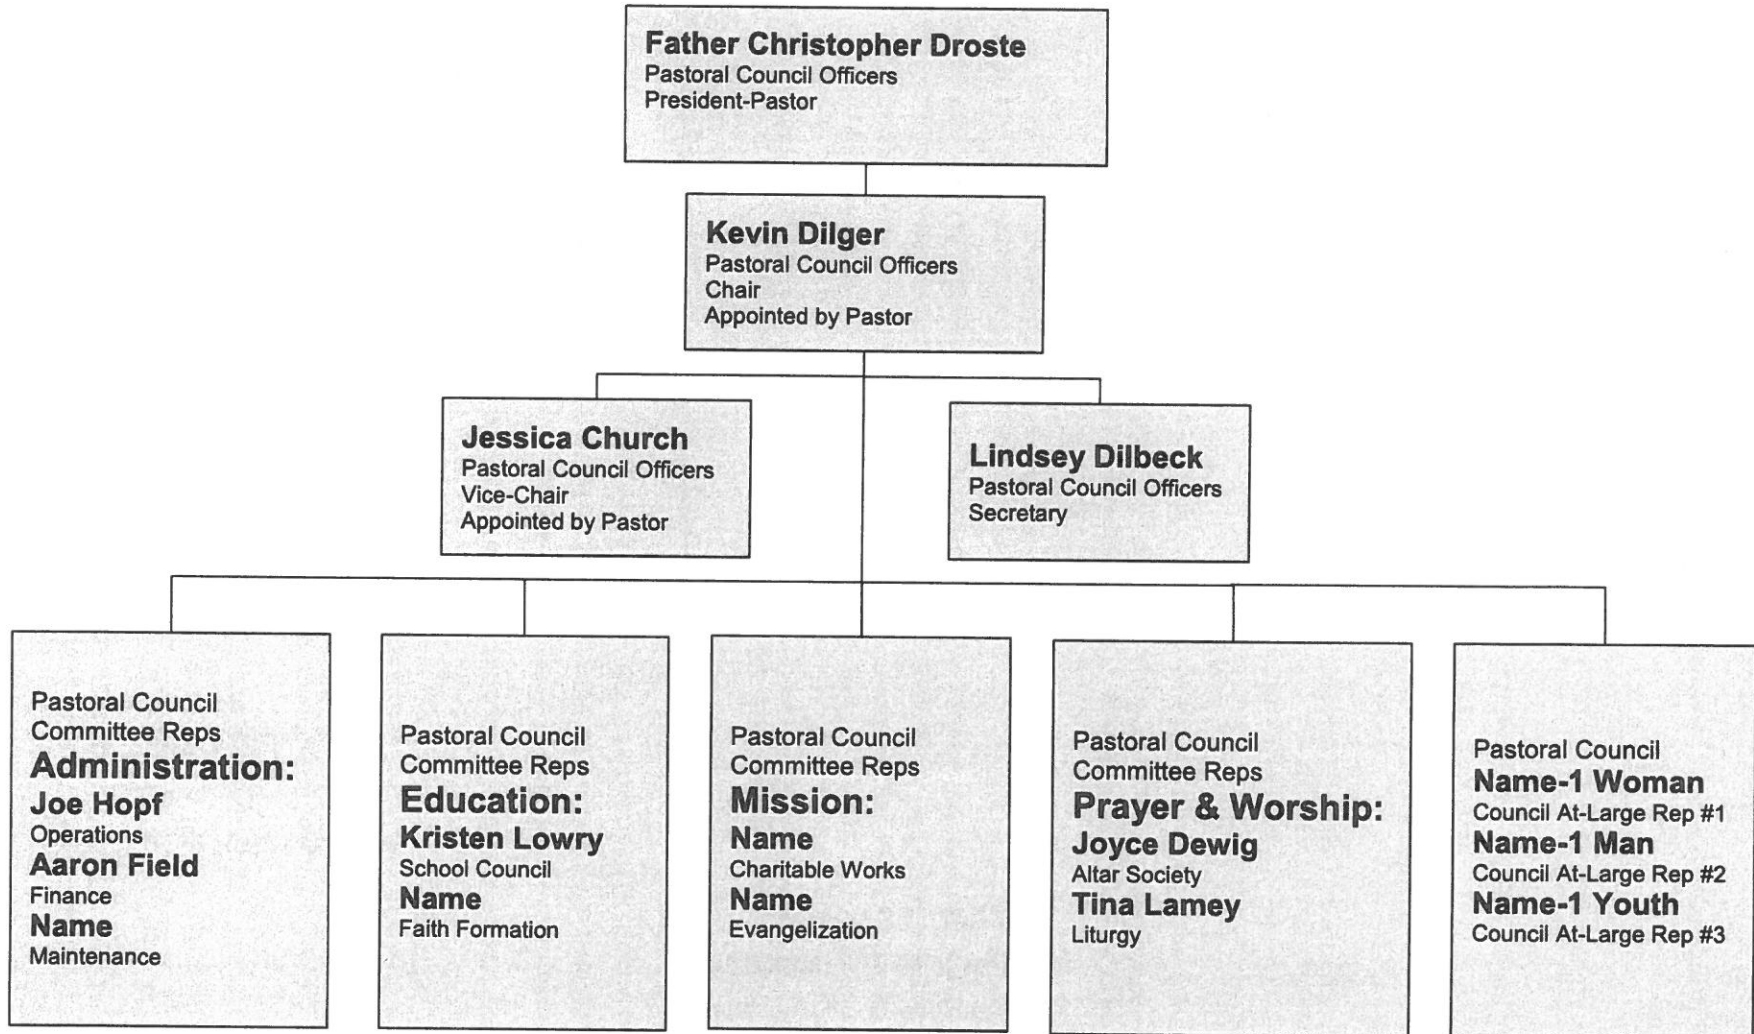 Father Christopher Droste
Pastoral Council Officers
President-Pastor
Kevin Dilger
Pastoral Council Officers
Chair
Appointed by Pastor
Jessica Church
Pastoral Council Officers
Vice-Chair
Appointed by Pastor
Lindsey Dilbeck
Pastoral Council Officers
Secretary
Pastoral Council
Committee Reps
Administration:
Joe Hopf
Operations
Aaron Field
Finance
Name
Maintenance
Pastoral Council
Committee Reps
Education:
Kristen Lowry
School Council
Name
Faith Formation
Pastoral Council
Committee Reps
Mission:
Name
Charitable Works
Name
Evangelization
Pastoral Council
Committee Reps
Prayer & Worship:
Joyce Dewig
Altar Society
Tina Lamey
Liturgy
Pastoral Council
Name-1 Woman
Council At-Large Rep #1
Name-1 Man
Council At-Large Rep #2
Name-1 Youth
Council At-Large Rep #3